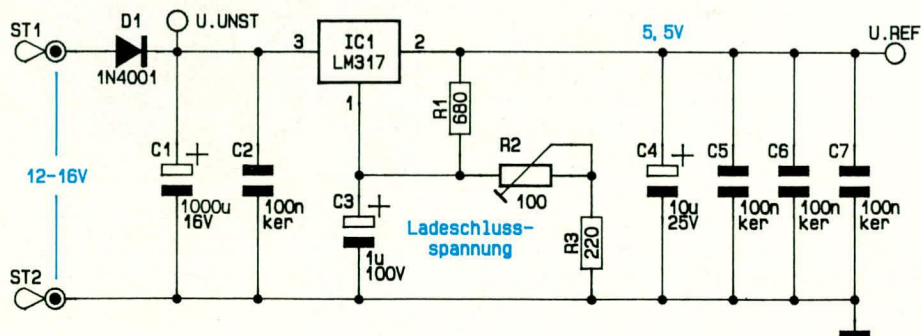 ST1
D1
1N4001
U.UNST
3
IC1
LM317
2
1
5,5V
U.REF
R1
680
R2
100
12-16V
C1
+
1000u
16V
C2
100n
ker
C3
+
1u
100V
Ladeschluss-
spannung
R3
220
C4
+
10u
25V
C5
100n
ker
C6
100n
ker
C7
100n
ker
ST2